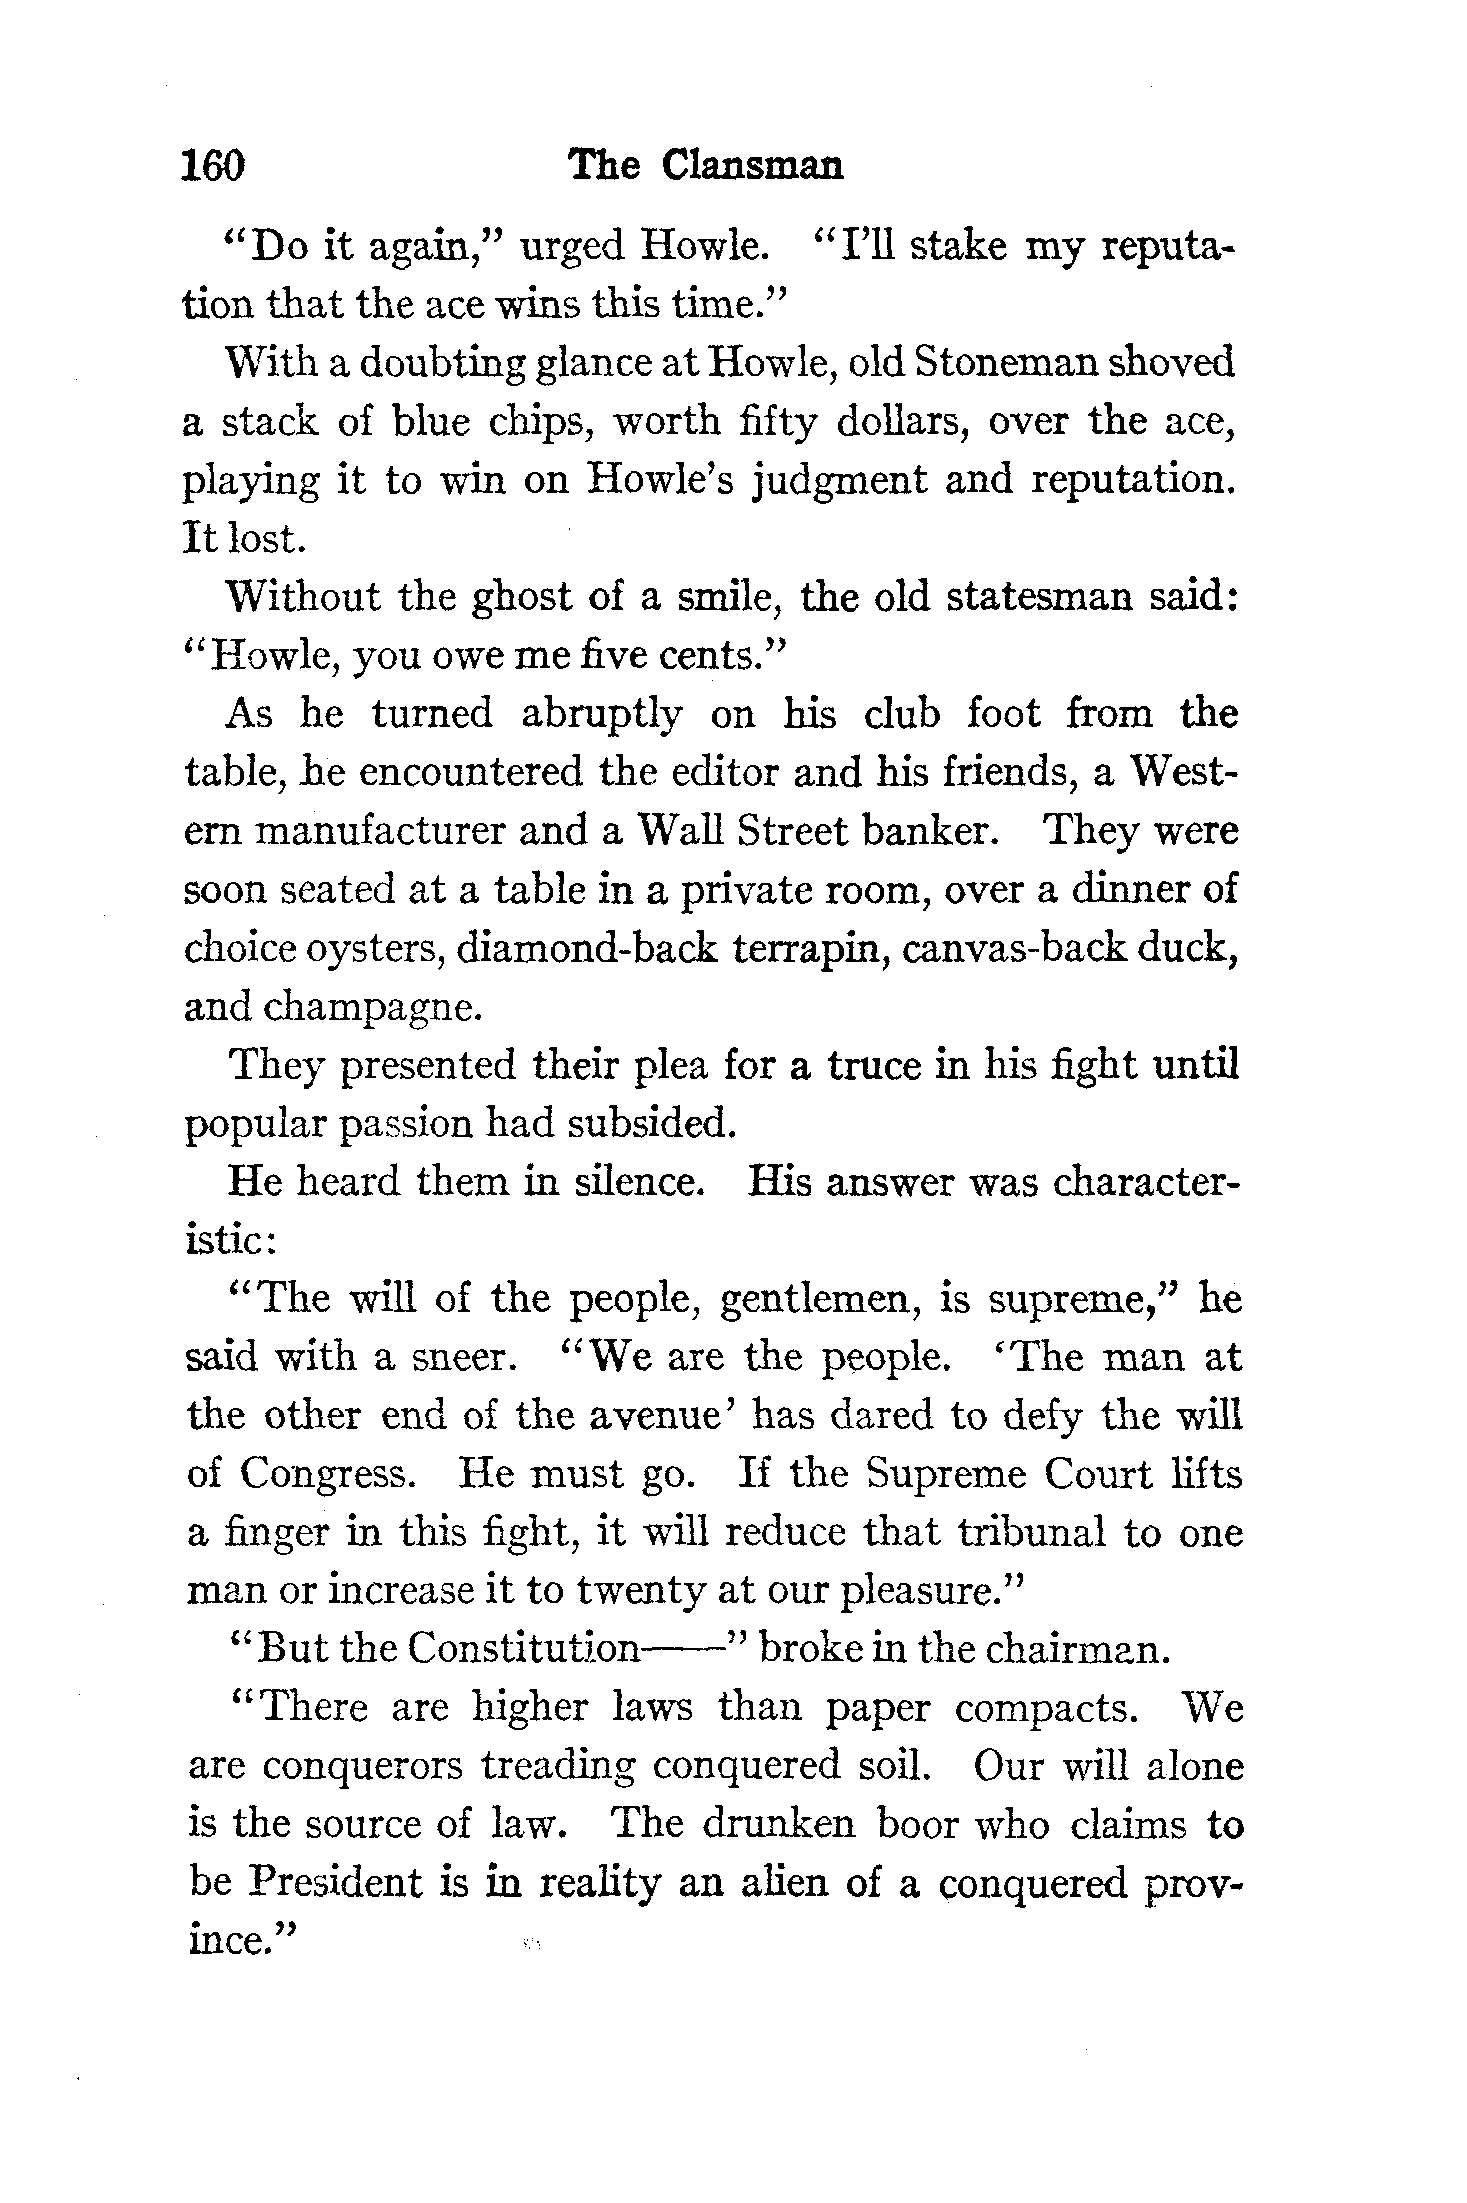 160 The Clansman
“Do it again,” urged Howle. “I’ll stake my reputa-
tion that the ace wins this time.”
With a doubting glance at Howle, old Stoneman shoved
a stack of blue chips, worth fifty dollars, over the ace,
playing it to win on Howle’s judgment and reputation.
It lost.
Without the ghost of a smile, the old statesman said:
“Howle, you owe me five cents.”
As he turned abruptly on his club foot from the
table, he encountered the editor and his friends, a West-
ern manufacturer and a Wall Street banker. They were
soon seated at a table in a private room, over a dinner of
choice oysters, diamond-back terrapin, canvas-back duck,
and champagne.
They presented their plea for a truce in his fight until
popular passion had subsided.
He heard them in silence. His answer was character-
istic:
“The will of the people, gentlemen, is supreme,” he
said with a sneer. “We are the people. ‘The man at
the other end of the avenue’ has dared to defy the will
of Congress. He must go. If the Supreme Court lifts
a finger in this fight, it will reduce that tribunal to one
man or increase it to twenty at our pleasure.”
“But the Constitution——” broke in the chairman.
“There are higher laws than paper compacts. We
are conquerors treading conquered soil. Our will alone
is the source of law. The drunken boor who claims to
be President is in reality an alien of a conquered prov-
ince.”